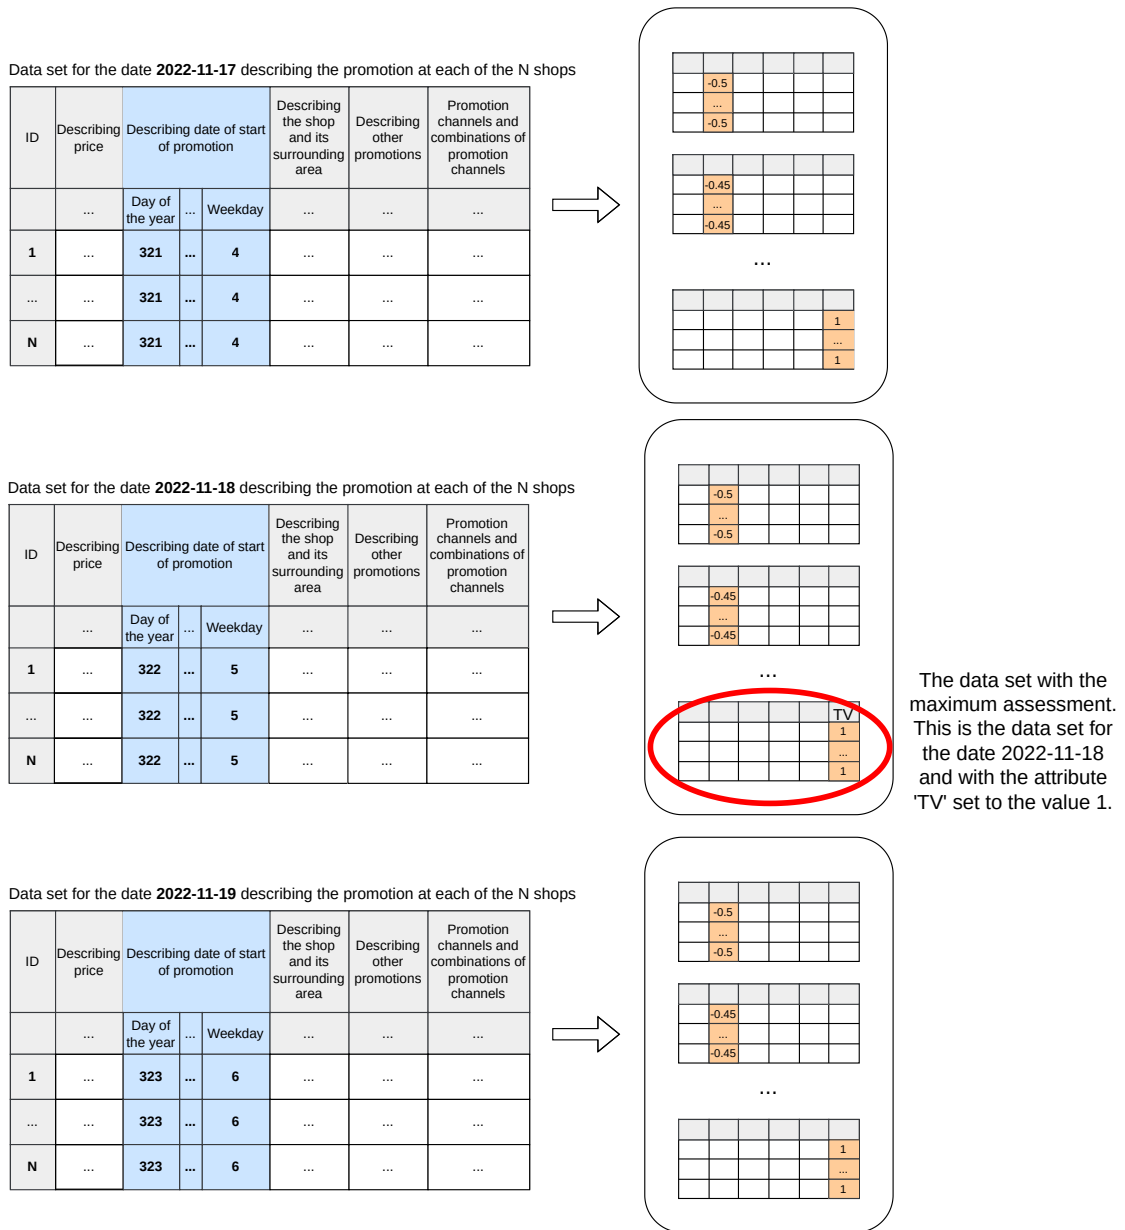 Data set for the date 2022-11-17 describing the promotion at each of the N shops
ID
Describing
price
Describing date of start
of promotion
Describing
the shop
and its
surrounding
area
Describing
other
promotions
Promotion
channels and
combinations of
promotion
channels
... Day of
the year ... Weekday ... ... ...
1 ... 321 ... 4 ... ... ...
... ... 321 ... 4 ... ... ...
N ... 321 ... 4 ... ... ...
-0.5
...
-0.5
-0.45
...
-0.45
...
1
...
1
Data set for the date 2022-11-18 describing the promotion at each of the N shops
ID
Describing
price
Describing date of start
of promotion
Describing
the shop
and its
surrounding
area
Describing
other
promotions
Promotion
channels and
combinations of
promotion
channels
... Day of
the year ... Weekday ... ... ...
1 ... 322 ... 5 ... ... ...
... ... 322 ... 5 ... ... ...
N ... 322 ... 5 ... ... ...
-0.5
...
-0.5
-0.45
...
-0.45
...
TV
1
...
1
The data set with the
maximum assessment.
This is the data set for
the date 2022-11-18
and with the attribute
'TV' set to the value 1.
Data set for the date 2022-11-19 describing the promotion at each of the N shops
ID
Describing
price
Describing date of start
of promotion
Describing
the shop
and its
surrounding
area
Describing
other
promotions
Promotion
channels and
combinations of
promotion
channels
... Day of
the year ... Weekday ... ... ...
1 ... 323 ... 6 ... ... ...
... ... 323 ... 6 ... ... ...
N ... 323 ... 6 ... ... ...
-0.5
...
-0.5
-0.45
...
-0.45
...
1
...
1